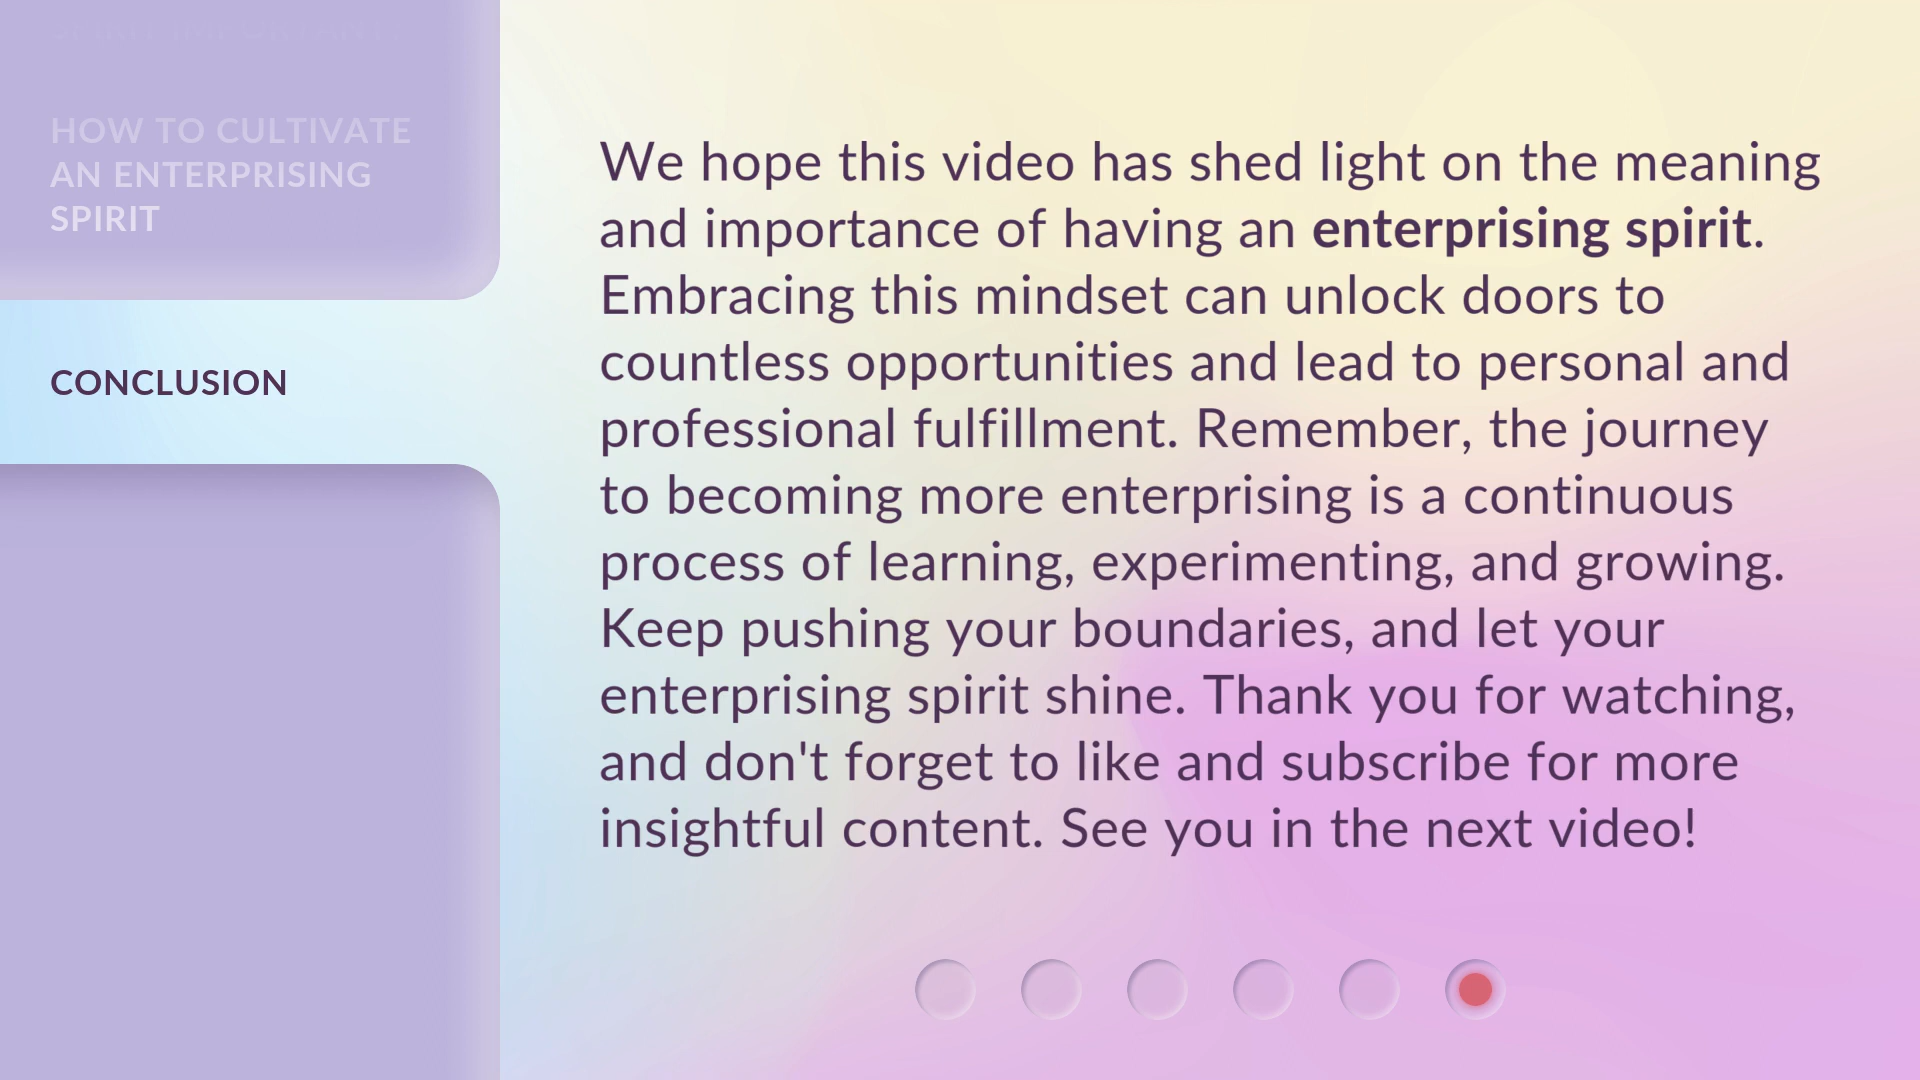 HOW TO CULTIVATE
AN ENTERPRISING
SPIRIT
CONCLUSION
We hope this video has shed light on the meaning
and importance of having an enterprising spirit.
Embracing this mindset can unlock doors to
countless opportunities and lead to personal and
professional fulfillment. Remember, the journey
to becoming more enterprising is a continuous
process of learning, experimenting, and growing.
Keep pushing your boundaries, and let your
enterprising spirit shine. Thank you for watching,
and don't forget to like and subscribe for more
insightful content. See you in the next video!